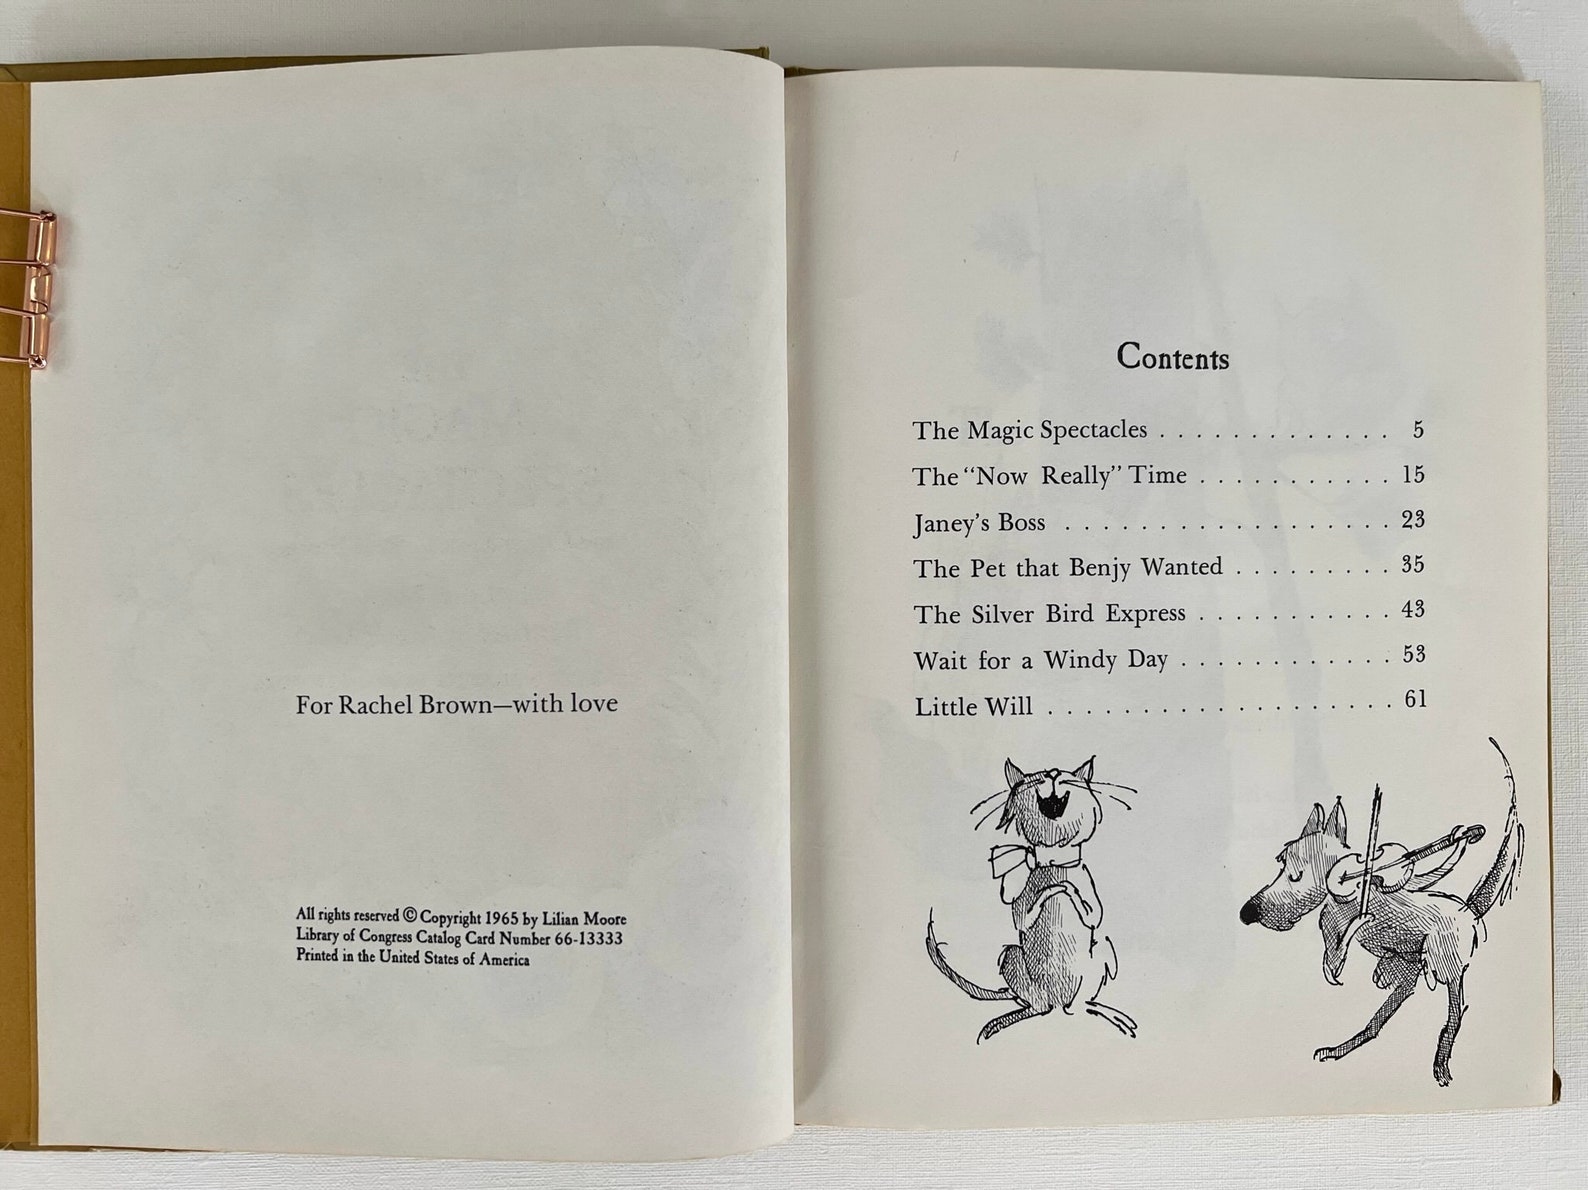 For Rachel Brown—with love
All rights reserved © Copyright 1965 by Lilian Moore
Library of Congress Catalog Card Number 66-13333
Printed in the United States of America
Contents
The Magic Spectacles . . . . . . . . . . . . . 5
The "Now Really" Time . . . . . . . . . . . 15
Janey's Boss . . . . . . . . . . . . . . . . . . 23
The Pet that Benjy Wanted . . . . . . . . . 35
The Silver Bird Express . . . . . . . . . . . 43
Wait for a Windy Day . . . . . . . . . . . . 53
Little Will . . . . . . . . . . . . . . . . . . . 61